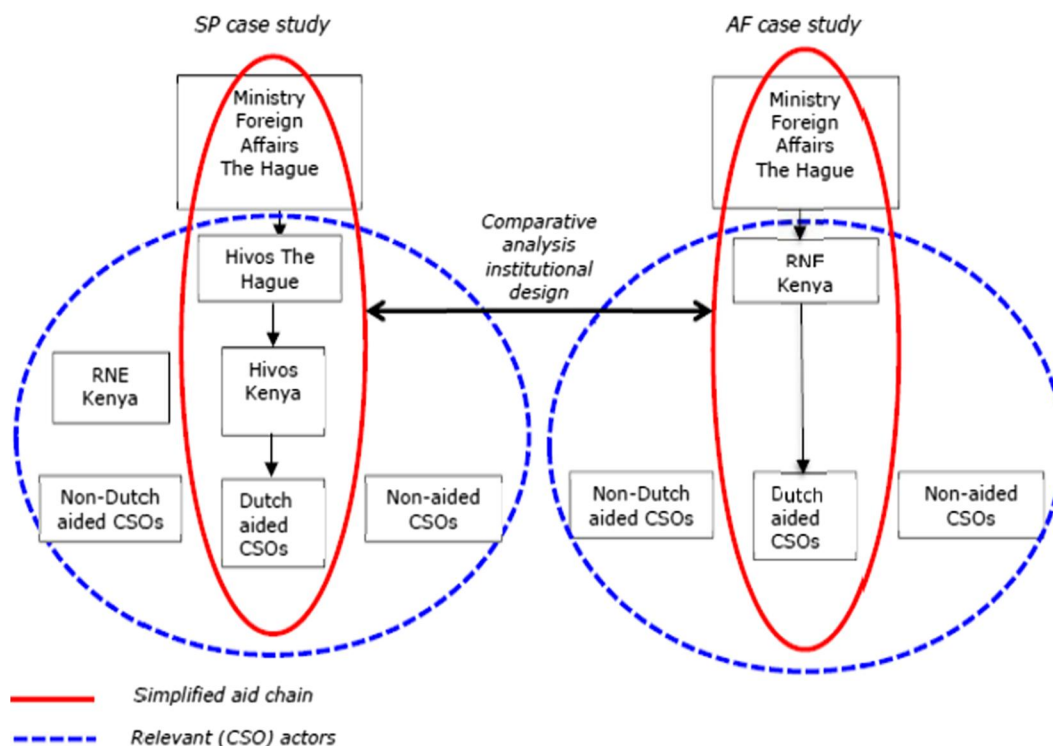 SP case study
AF case study
Ministry
Foreign
Affairs
The Hague
Ministry
Foreign
Affairs
The Hague
Comparative
analysis
institutional
design
Hivos The
Hague
RNF
Kenya
RNE
Kenya
Hivos
Kenya
Non-Dutch
aided CSOs
Dutch
aided
CSOs
Non-aided
CSOs
Non-Dutch
aided CSOs
Dutch
aided
CSOs
Non-aided
CSOs
Simplified aid chain
Relevant (CSO) actors